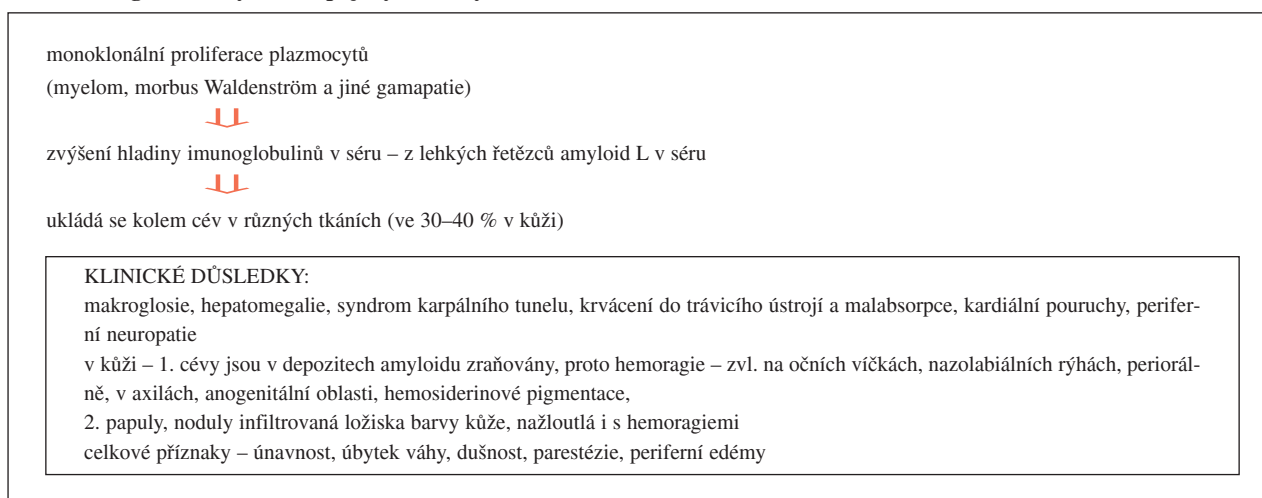 monoklonální proliferace plazmocytů
(myelom, morbus Waldenström a jiné gamapatie)
zvýšení hladiny imunoglobulinů v séru – z lehkých řetězců amyloid L v séru
ukládá se kolem cév v různých tkáních (ve 30–40 % v kůži)
KLINICKÉ DŮSLEDKY:
makroglosie, hepatomegalie, syndrom karpálního tunelu, krvácení do trávicího ústrojí a malabsorpce, kardiální pouruchy, perifer-
ní neuropatie
v kůži – 1. cévy jsou v depozitech amyloidu zraňovány, proto hemoragie – zvl. na očních víčkách, nazolabiálních rýhách, periorál-
ně, v axilách, anogenitální oblasti, hemosiderinové pigmentace,
2. papuly, noduly infiltrovaná ložiska barvy kůže, nažloutlá i s hemoragiemi
celkové příznaky – únavnost, úbytek váhy, dušnost, parestézie, periferní edémy